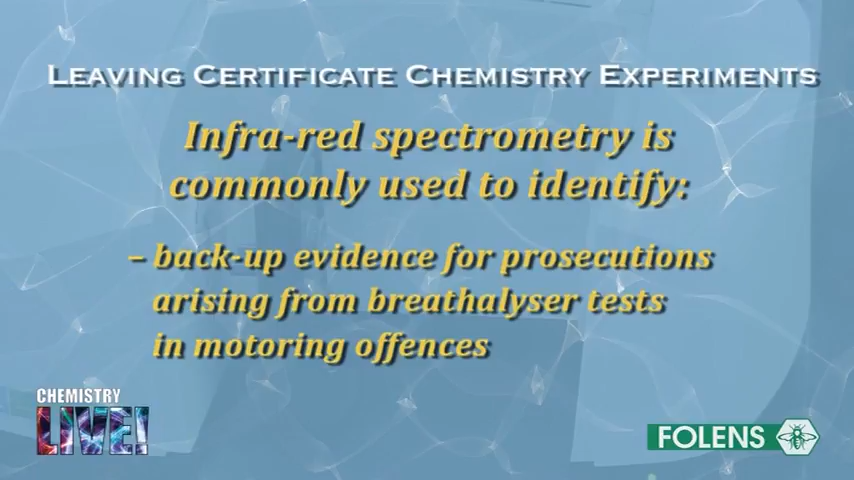 LEAVING CERTIFICATE CHEMISTRY EXPERIMENTS
Infra-red spectrometry is
commonly used to identify:
– back-up evidence for prosecutions
arising from breathalyser tests
in motoring offences
CHEMISTRY
LIVE!
FOLENS